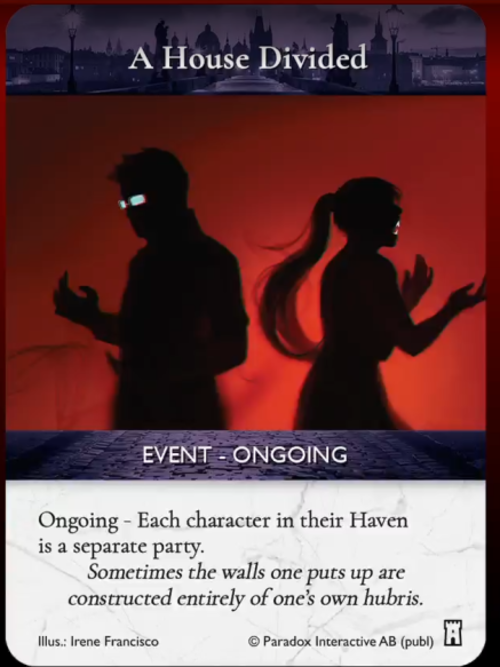 A House Divided
EVENT - ONGOING
Ongoing - Each character in their Haven
is a separate party.
Sometimes the walls one puts up are
constructed entirely of one's own hubris.
Illus.: Irene Francisco
© Paradox Interactive AB (publ)